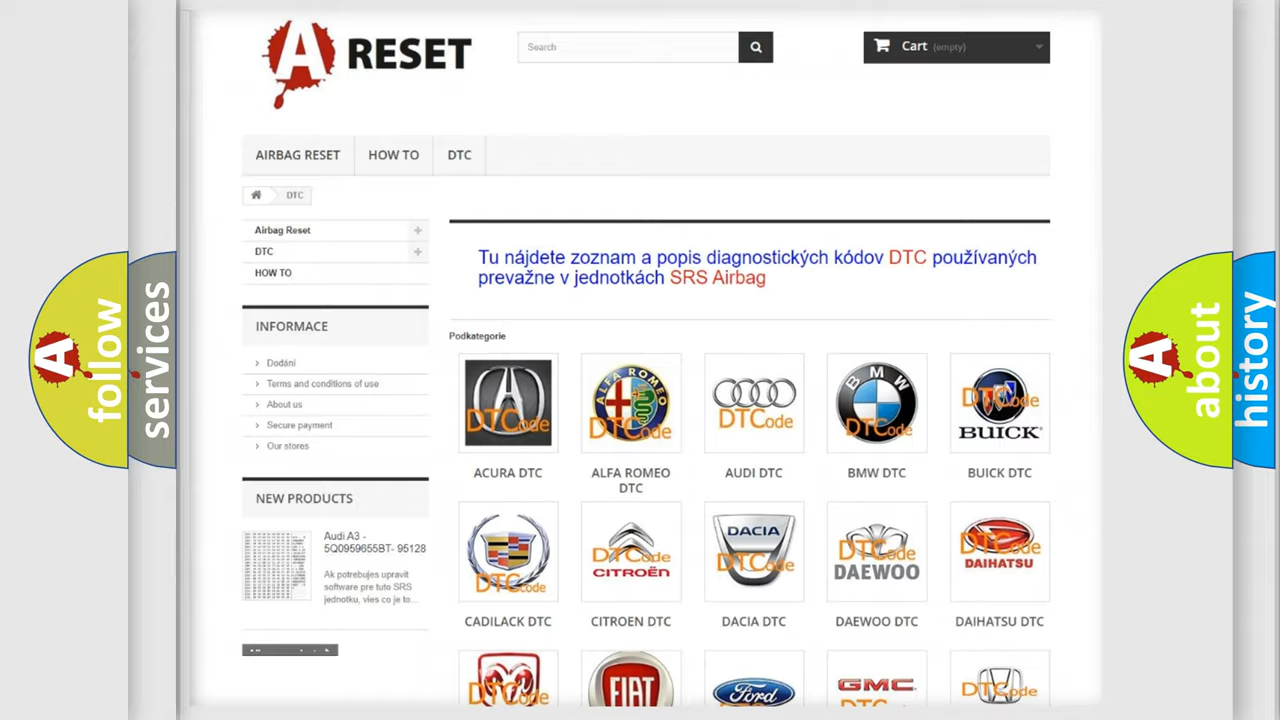 A RESET
Search
Cart (empty)
AIRBAG RESET
HOW TO
DTC
DTC
Airbag Reset
DTC
HOW TO
INFORMACE
Dodání
Terms and conditions of use
About us
Secure payment
Our stores
NEW PRODUCTS
Audi A3 -
5Q0959655BT- 95128
Ak potrebujes upravit
software pre tuto SRS
jednotku, vies co je to...
Tu nájdete zoznam a popis diagnostických kódov DTC používaných
prevažne v jednotkách SRS Airbag
Podkategorie
DTCode
ALFA ROMEO
DTCode
DTCode
BMW
DTCode
DTCode
BUICK
ACURA DTC
ALFA ROMEO
DTC
AUDI DTC
BMW DTC
BUICK DTC
DTCode
DTCode
CITROËN
DACIA
DTCode
DTCode
DAEWOO
DTCode
DAIHATSU
CADILACK DTC
CITROEN DTC
DACIA DTC
DAEWOO DTC
DAIHATSU DTC
DTCode
FIAT
Ford
GMC
DTCode
A follow
services
A about
history